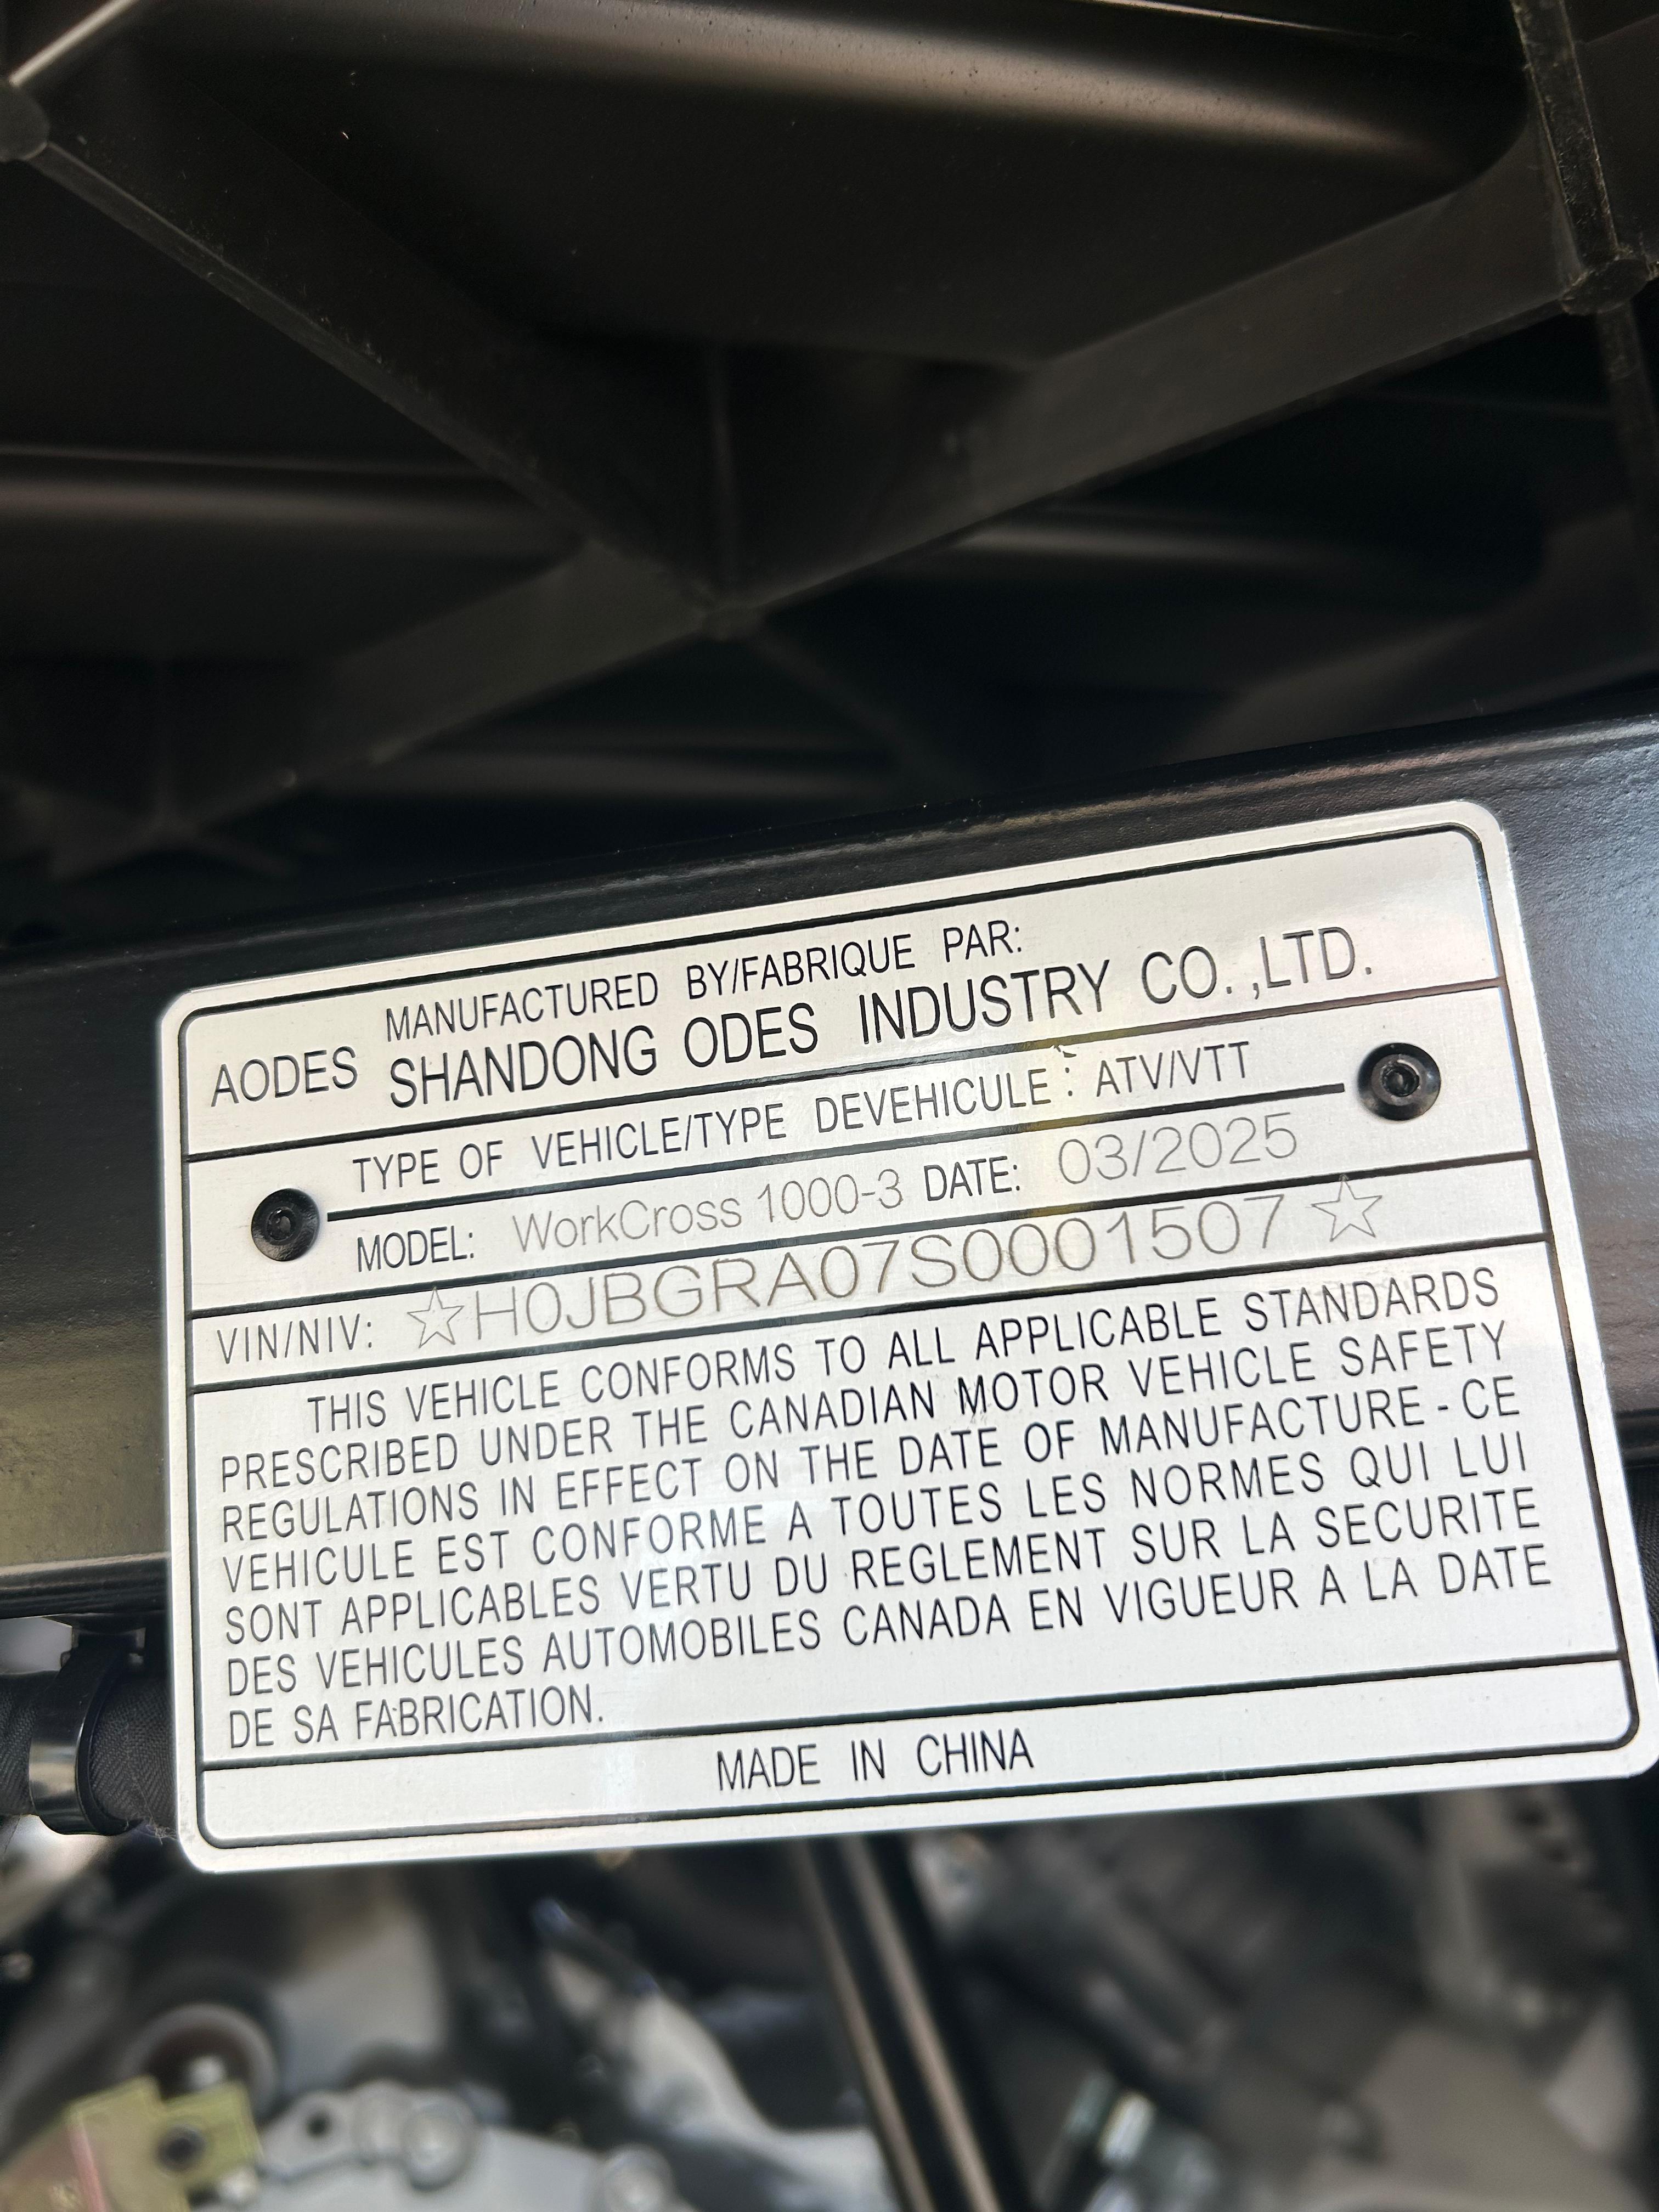 MANUFACTURED BY/FABRIQUE PAR:
AODES SHANDONG ODES INDUSTRY CO.,LTD.
TYPE OF VEHICLE/TYPE DEVEHICULE: ATV/VTT
MODEL: WorkCross 1000-3 DATE: 03/2025
VIN/NIV: ☆H0JBGRA07S0001507☆
THIS VEHICLE CONFORMS TO ALL APPLICABLE STANDARDS
PRESCRIBED UNDER THE CANADIAN MOTOR VEHICLE SAFETY
REGULATIONS IN EFFECT ON THE DATE OF MANUFACTURE - CE
VEHICULE EST CONFORME A TOUTES LES NORMES QUI LUI
SONT APPLICABLES VERTU DU REGLEMENT SUR LA SECURITE
DES VEHICULES AUTOMOBILES CANADA EN VIGUEUR A LA DATE
DE SA FABRICATION.
MADE IN CHINA